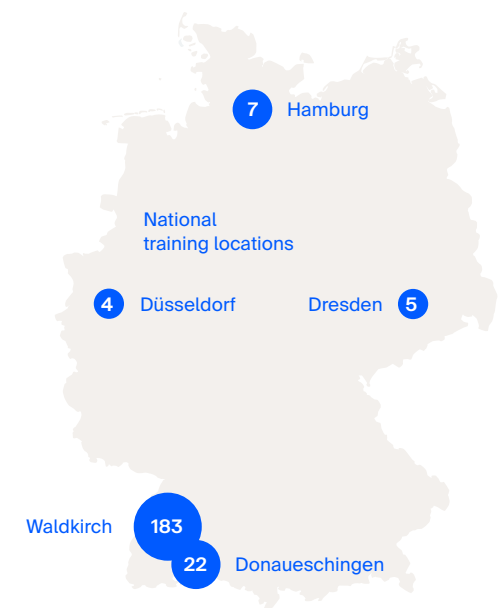 7 Hamburg
National
training locations
4 Düsseldorf
Dresden 5
Waldkirch 183
22 Donaueschingen